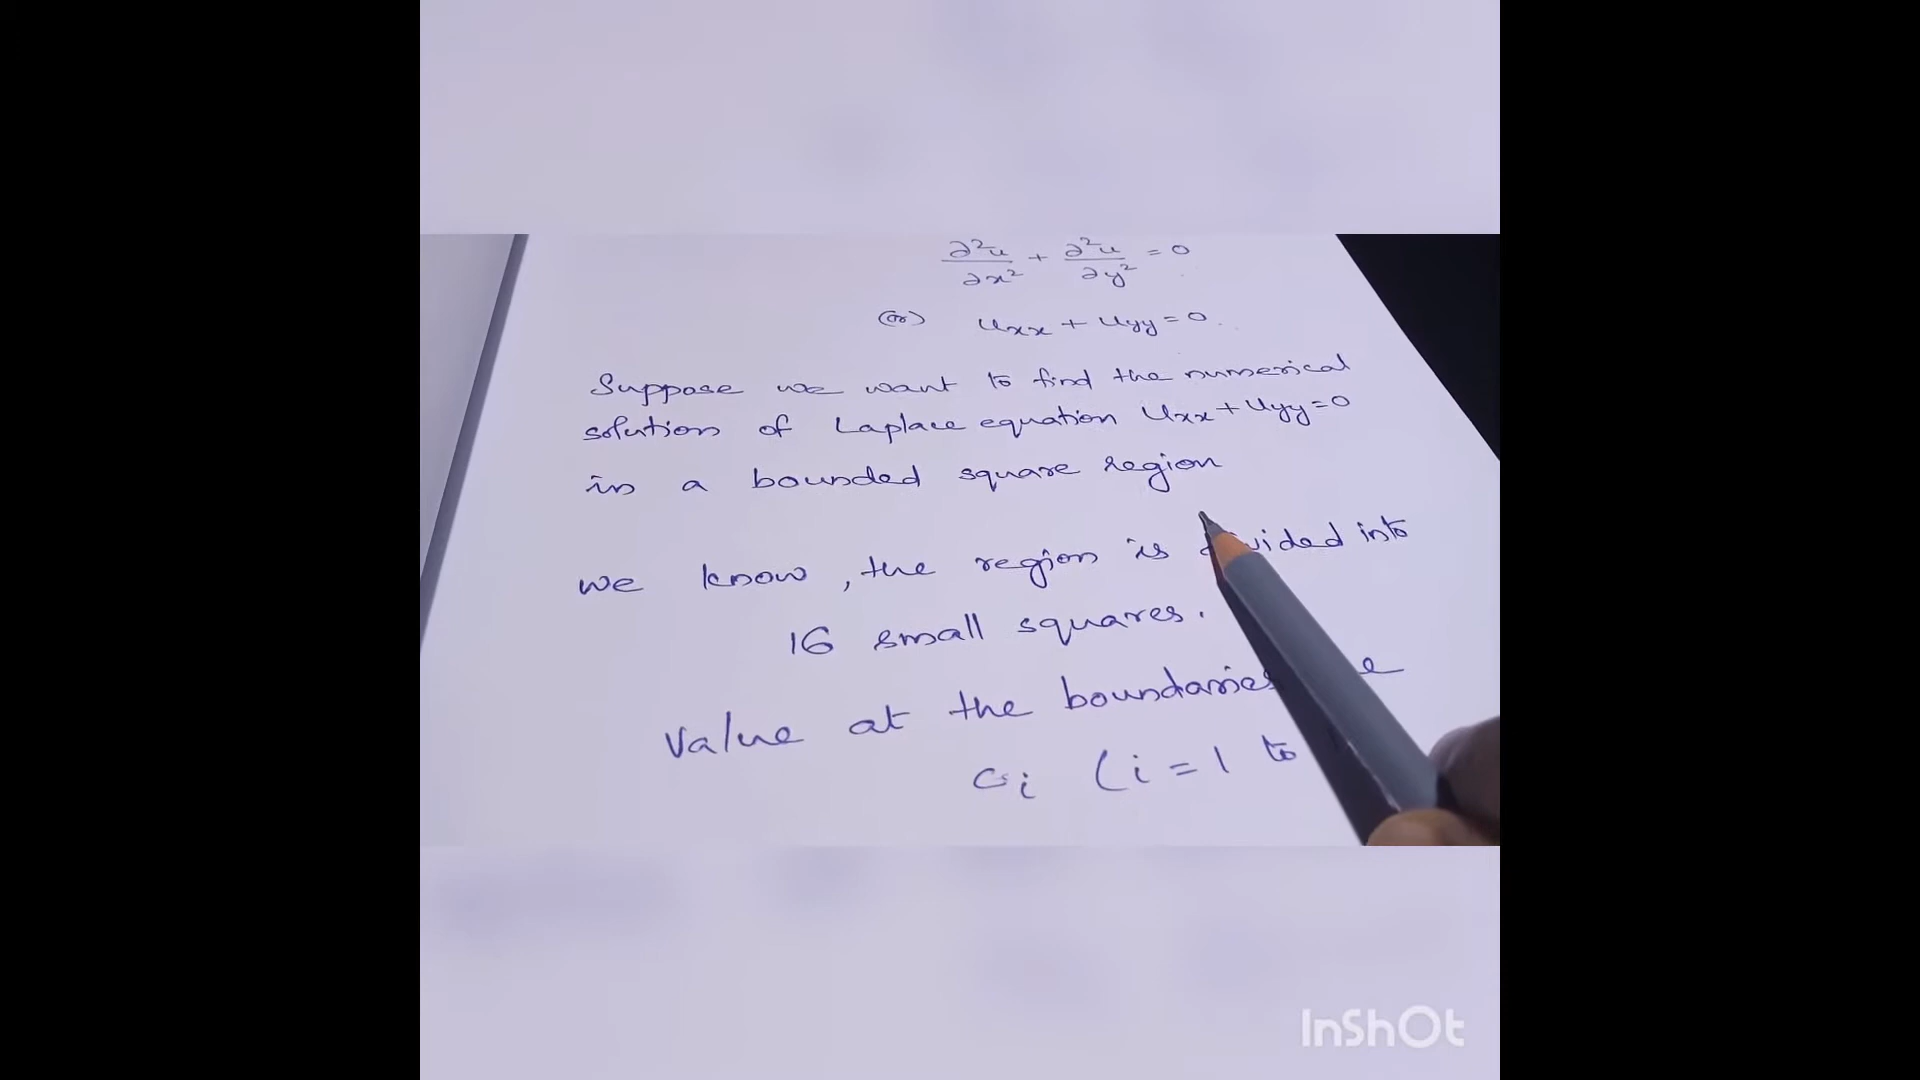 ∂²u/∂x² + ∂²u/∂y² = 0
(or) uxx + uyy = 0.
Suppose we want to find the numerical
solution of Laplace equation uxx + uyy = 0
in a bounded square region
we know, the region is divided into
16 small squares.
Value at the boundaries
ci (i = 1 to
InShOt